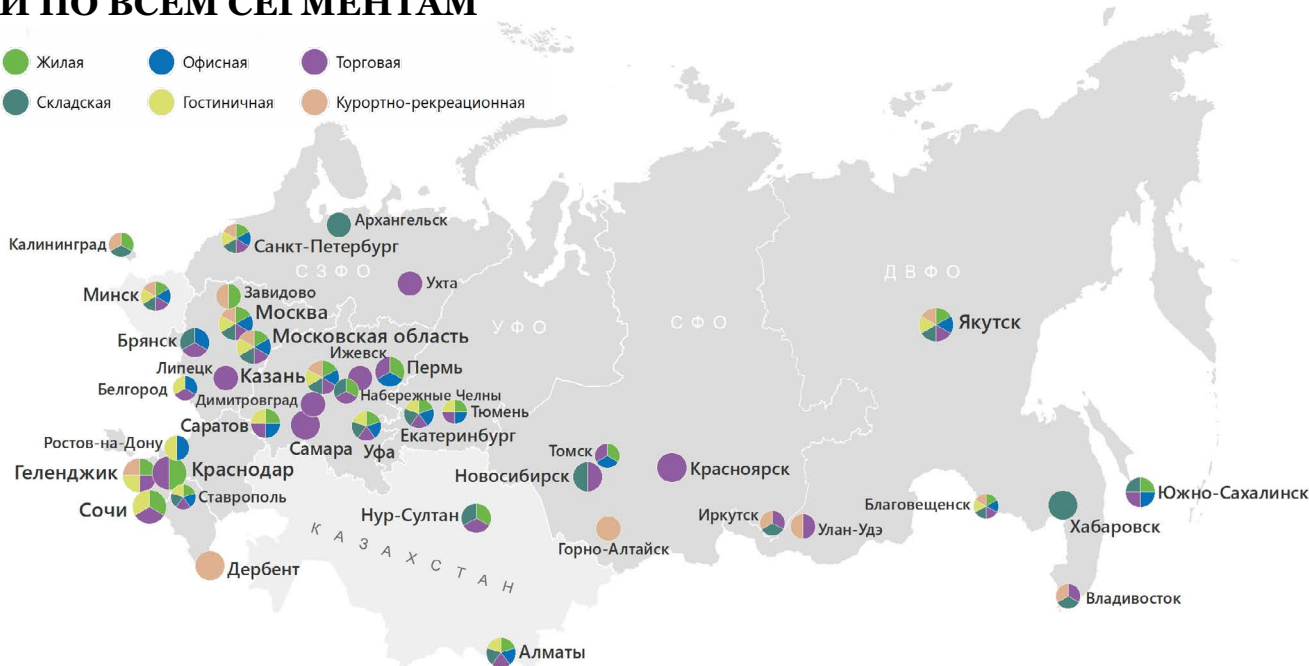 И ПО ВСЕМ СЕГМЕНТАМ
Жилая
Офисная
Торговая
Складская
Гостиничная
Курортно-рекреационная
Архангельск
Калининград
Санкт-Петербург
СЗФО
ДВФО
Ухта
Минск
Завидово
Москва
УФО
СФО
Якутск
Брянск
Московская область
Ижевск
Липецк
Казань
Пермь
Белгород
Набережные Челны
Димитровград
Тюмень
Саратов
Екатеринбург
Самара
Уфа
Ростов-на-Дону
Томск
Геленджик
Краснодар
Красноярск
Новосибирск
Ставрополь
Южно-Сахалинск
Сочи
Нур-Султан
Иркутск
Благовещенск
Улан-Удэ
Хабаровск
КАЗАХСТАН
Горно-Алтайск
Дербент
Владивосток
Алматы